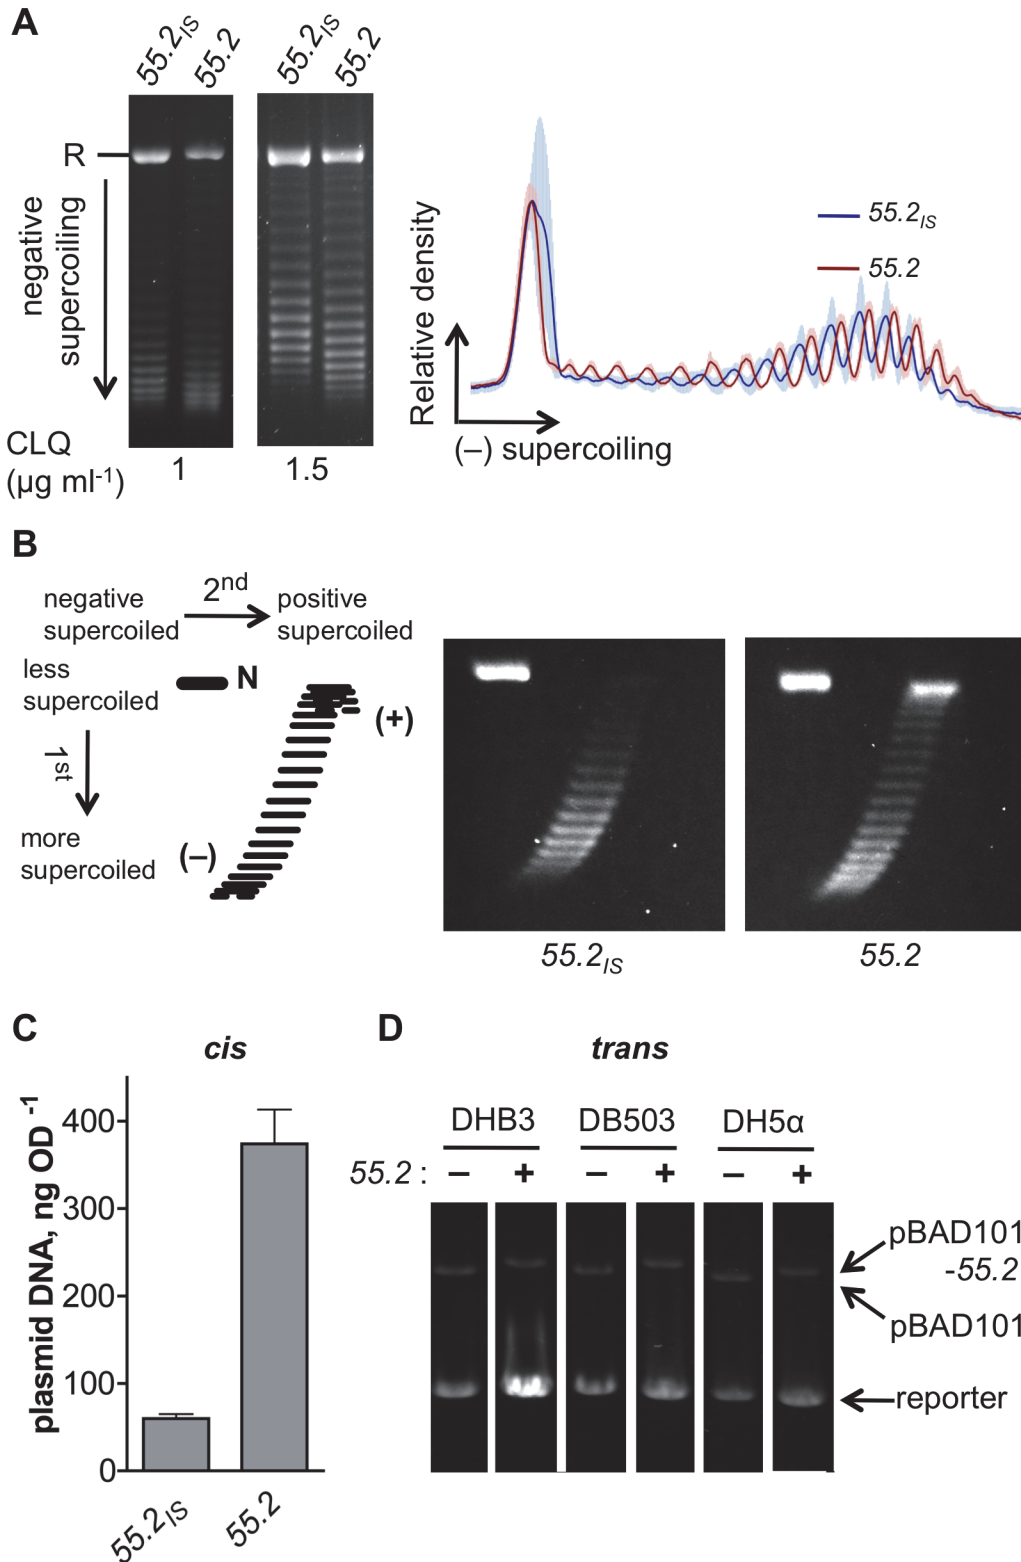 A
55.2IS
55.2
55.2IS
55.2
R
negative
supercoiling
CLQ
(µg ml-1)
1
1.5
Relative density
(–) supercoiling
55.2IS
55.2
B
negative
supercoiled
2nd
positive
supercoiled
less
supercoiled
N
(+)
1st
more
supercoiled
(–)
55.2IS
55.2
C
cis
plasmid DNA, ng OD-1
400
300
200
100
0
55.2IS
55.2
D
trans
DHB3
DB503
DH5α
55.2 :
– + – + – +
pBAD101
-55.2
pBAD101
reporter